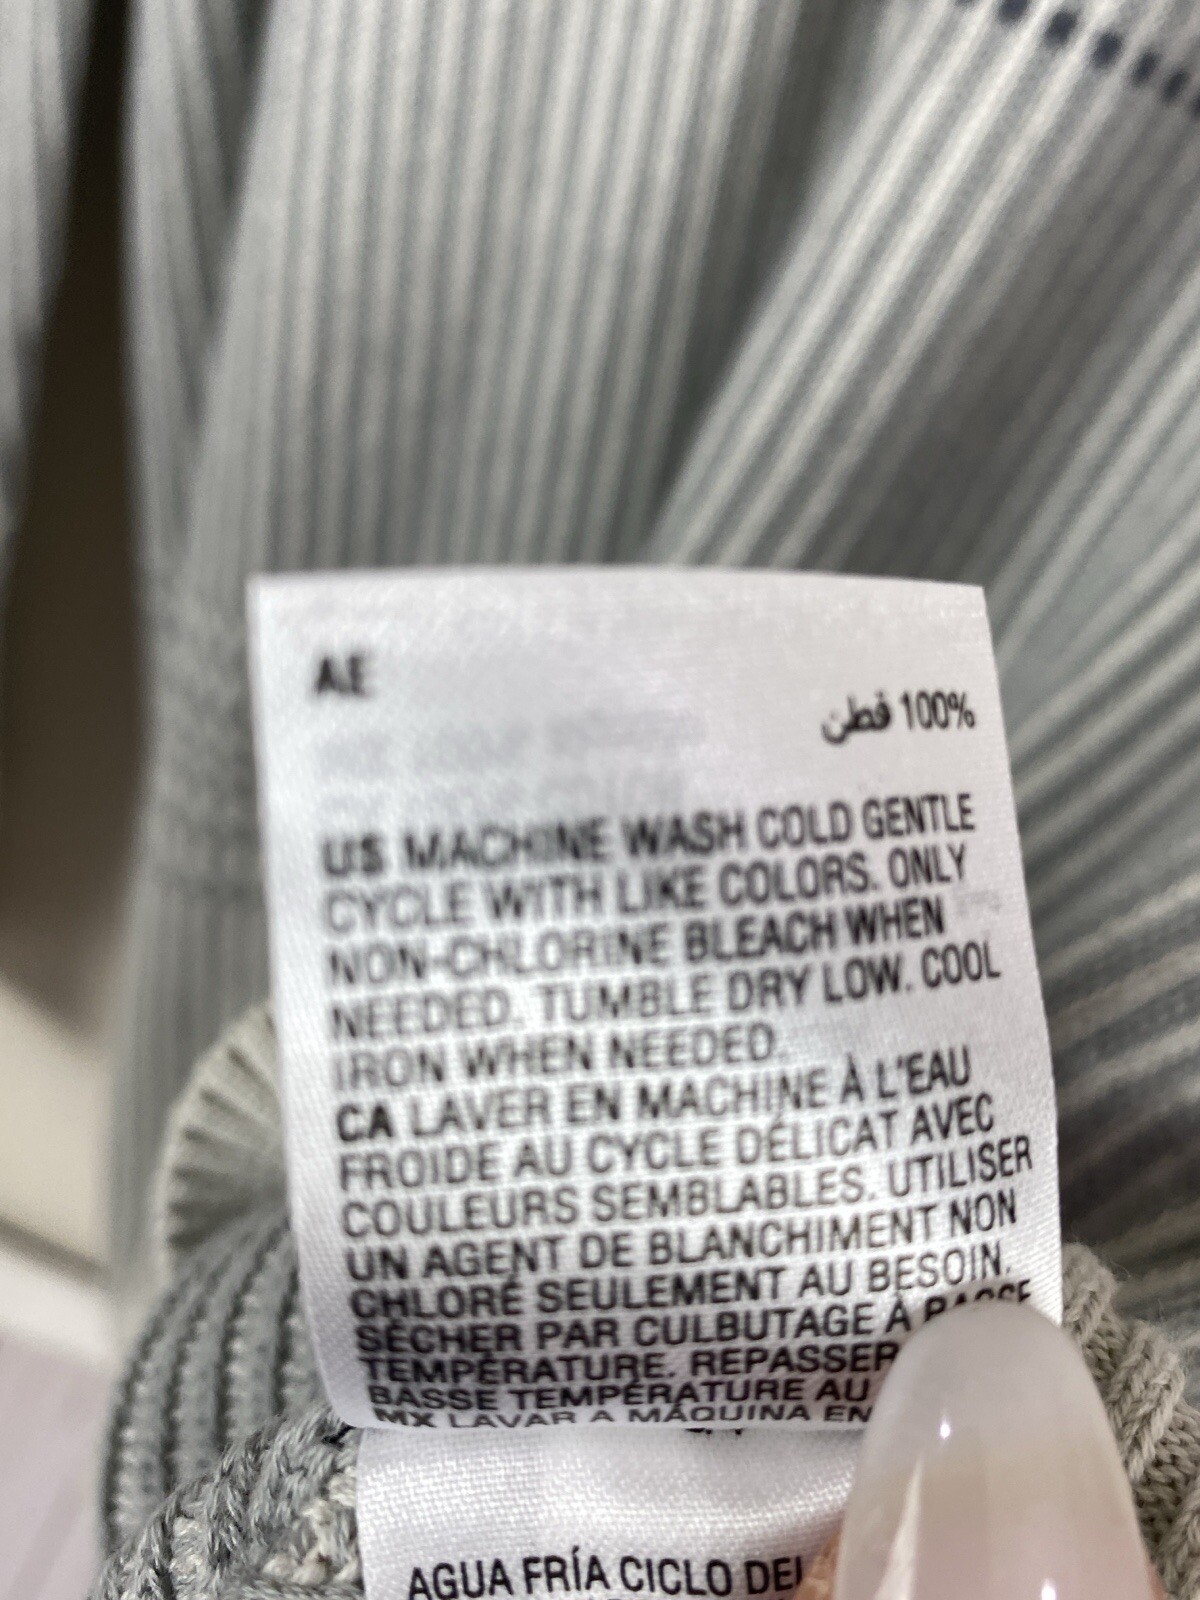 AE
100% قطن
US MACHINE WASH COLD GENTLE
CYCLE WITH LIKE COLORS. ONLY
NON-CHLORINE BLEACH WHEN
NEEDED. TUMBLE DRY LOW. COOL
IRON WHEN NEEDED.
CA LAVER EN MACHINE À L'EAU
FROIDE AU CYCLE DÉLICAT AVEC
COULEURS SEMBLABLES. UTILISER
UN AGENT DE BLANCHIMENT NON
CHLORÉ SEULEMENT AU BESOIN.
SÉCHER PAR CULBUTAGE À BASSE
TEMPÉRATURE. REPASSER
BASSE TEMPÉRATURE AU
MX LAVAR A MÁQUINA EN
AGUA FRÍA CICLO DEL